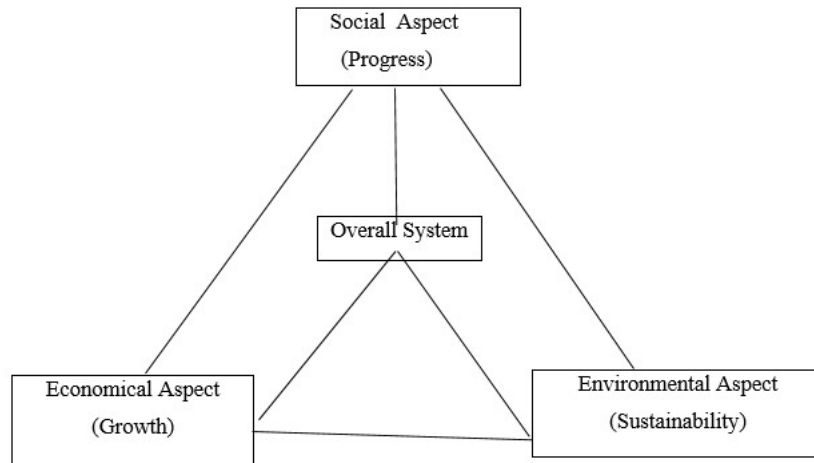 Social Aspect
(Progress)
Overall System
Economical Aspect
(Growth)
Environmental Aspect
(Sustainability)